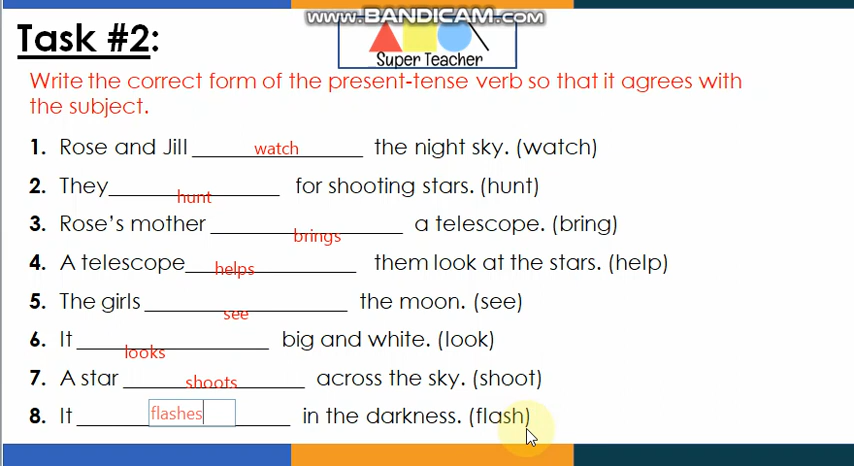 www.BANDICAM.com
Task #2:
Super Teacher
Write the correct form of the present-tense verb so that it agrees with
the subject.
1. Rose and Jill watch the night sky. (watch)
2. They hunt for shooting stars. (hunt)
3. Rose's mother brings a telescope. (bring)
4. A telescope helps them look at the stars. (help)
5. The girls see the moon. (see)
6. It looks big and white. (look)
7. A star shoots across the sky. (shoot)
8. It flashes in the darkness. (flash)